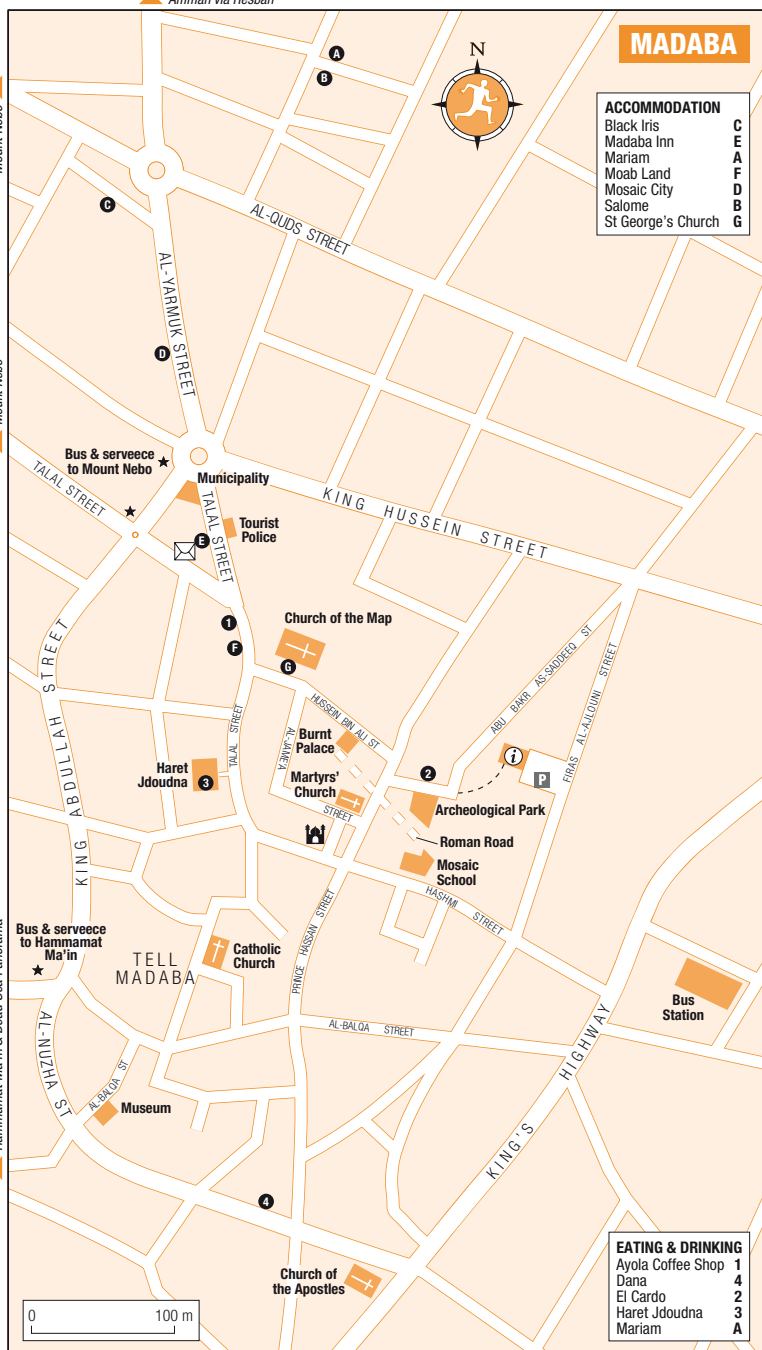 Amman via Hesban
MADABA
N
ACCOMMODATION
Black Iris C
Madaba Inn E
Mariam A
Moab Land F
Mosaic City D
Salome B
St George's Church G
Mount Nebo
Mount Nebo
Hammamat Ma'in & Dead Sea Panorama
A
B
C
AL-QUDS STREET
AL-YARMUK STREET
D
Bus & serveece
to Mount Nebo
TALAL STREET
Municipality
TALAL STREET
KING HUSSEIN STREET
E
Tourist
Police
1
F
Church of the Map
G
KING ABDULLAH STREET
HUSSEIN BIN ALI ST
ABU BAKR AS-SADDEEQ ST
FIRAS AL-AJLOUNI STREET
TALAL STREET
AL-JAME'A
STREET
Burnt
Palace
i
P
2
Haret
Jdoudna
3
Martyrs'
Church
Archeological Park
Roman Road
Mosaic
School
HASHMI STREET
PRINCE HASSAN STREET
Bus & serveece
to Hammamat
Ma'in
TELL
MADABA
Catholic
Church
Bus
Station
AL-BALQA STREET
KING'S HIGHWAY
AL-NUZHA ST
AL-BALQA ST
Museum
4
Church of
the Apostles
0 100 m
EATING & DRINKING
Ayola Coffee Shop 1
Dana 4
El Cardo 2
Haret Jdoudna 3
Mariam A